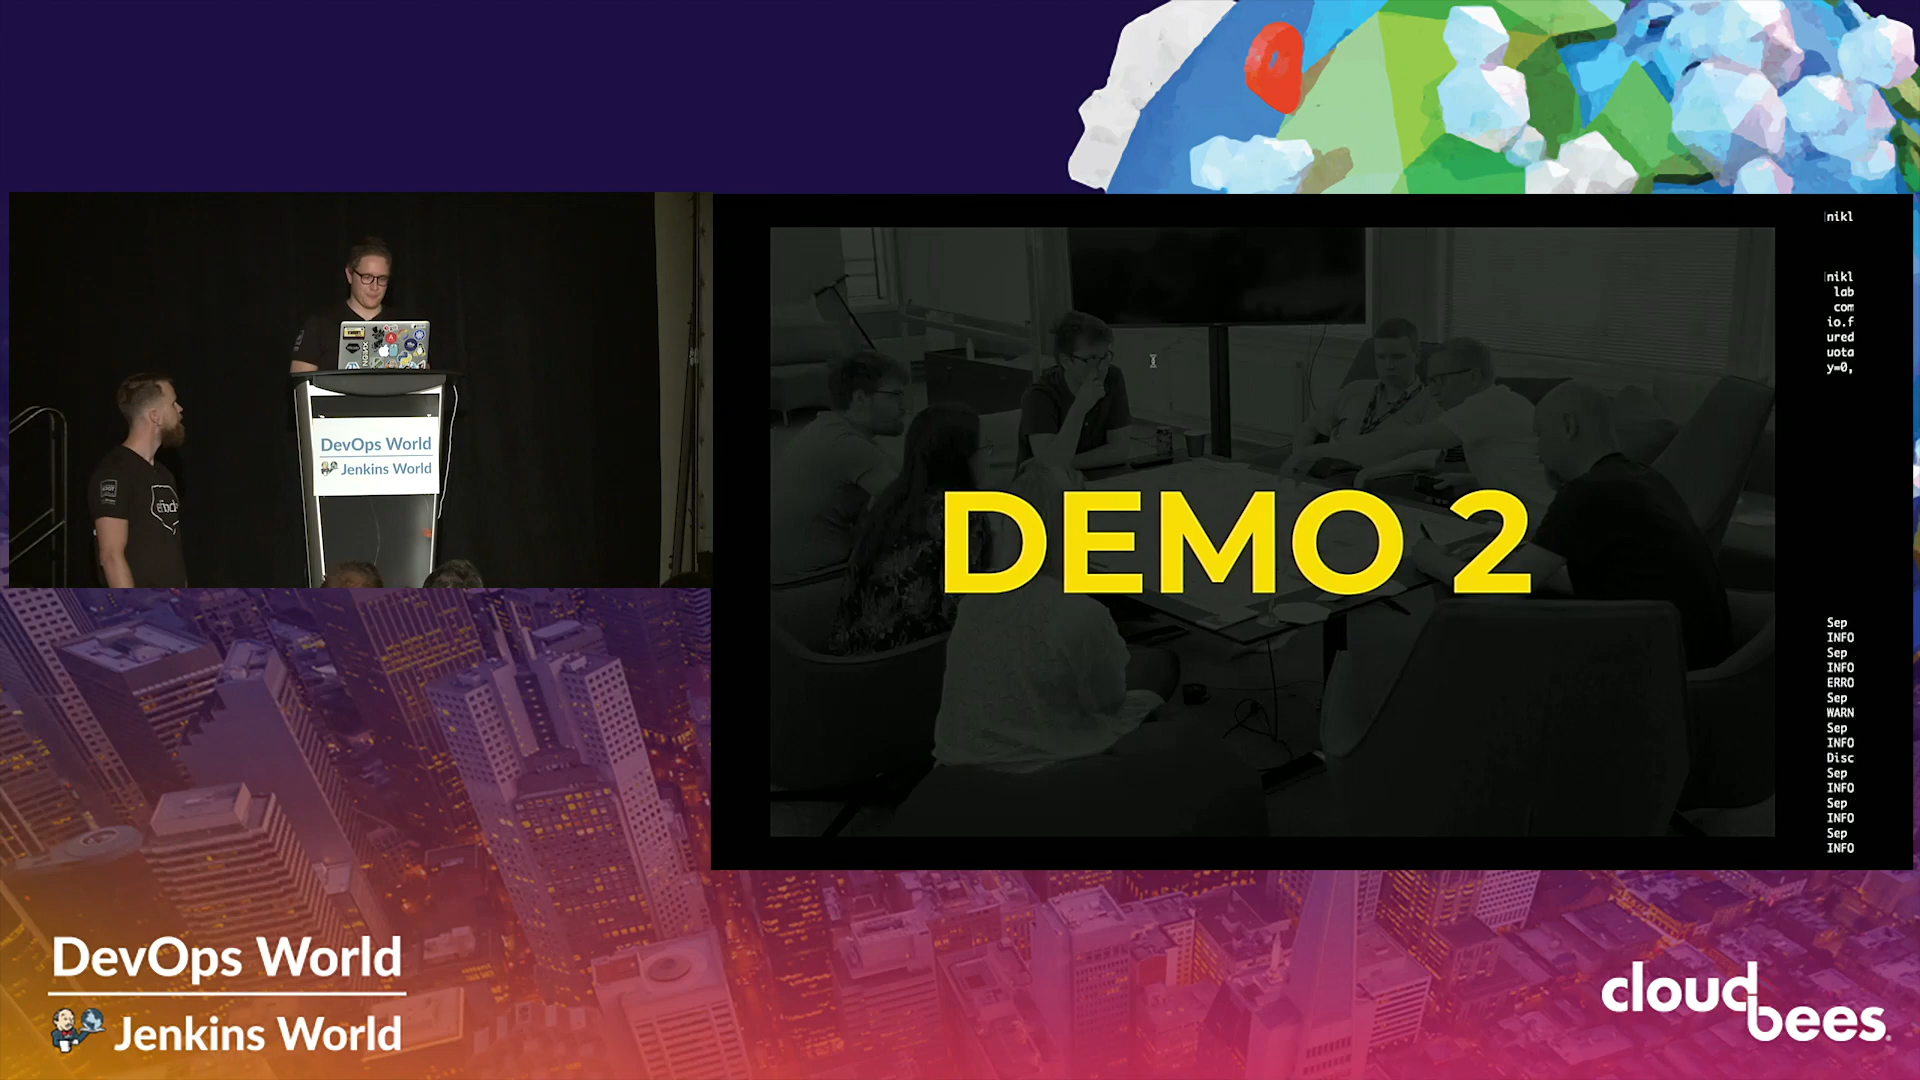 nikl
nikl
lab
com
io.f
ured
uota
y=0,
NGINX
DevOps World
Jenkins World
DEMO 2
Sep
INFO
Sep
INFO
ERRO
Sep
WARN
Sep
INFO
Disc
Sep
INFO
Sep
INFO
Sep
INFO
DevOps World
Jenkins World
cloudbees